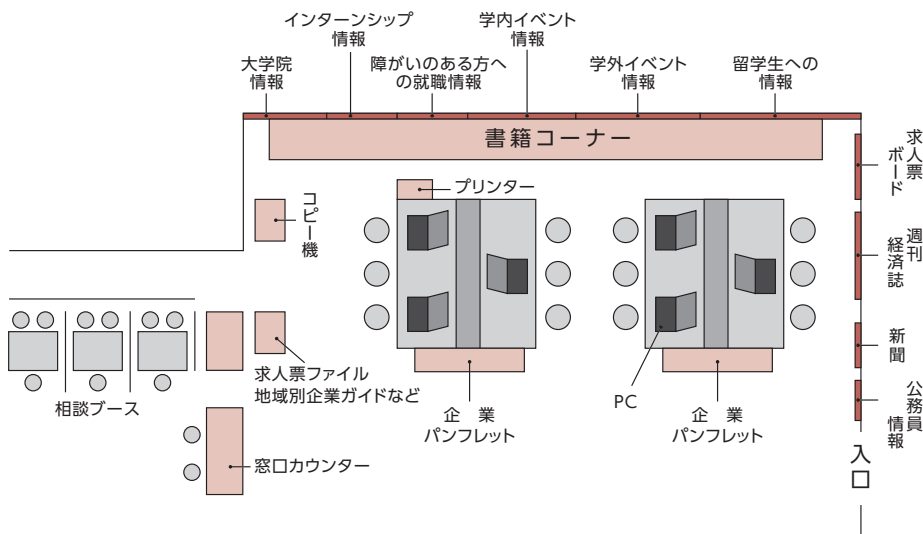 インターンシップ
情報
学内イベント
情報
大学院
情報
障がいのある方へ
の就職情報
学外イベント
情報
留学生への
情報
書籍コーナー
求人票
ボード
プリンター
コピー機
週刊
経済誌
新聞
求人票ファイル
地域別企業ガイドなど
相談ブース
企業
パンフレット
PC
企業
パンフレット
公務員
情報
窓口カウンター
入口